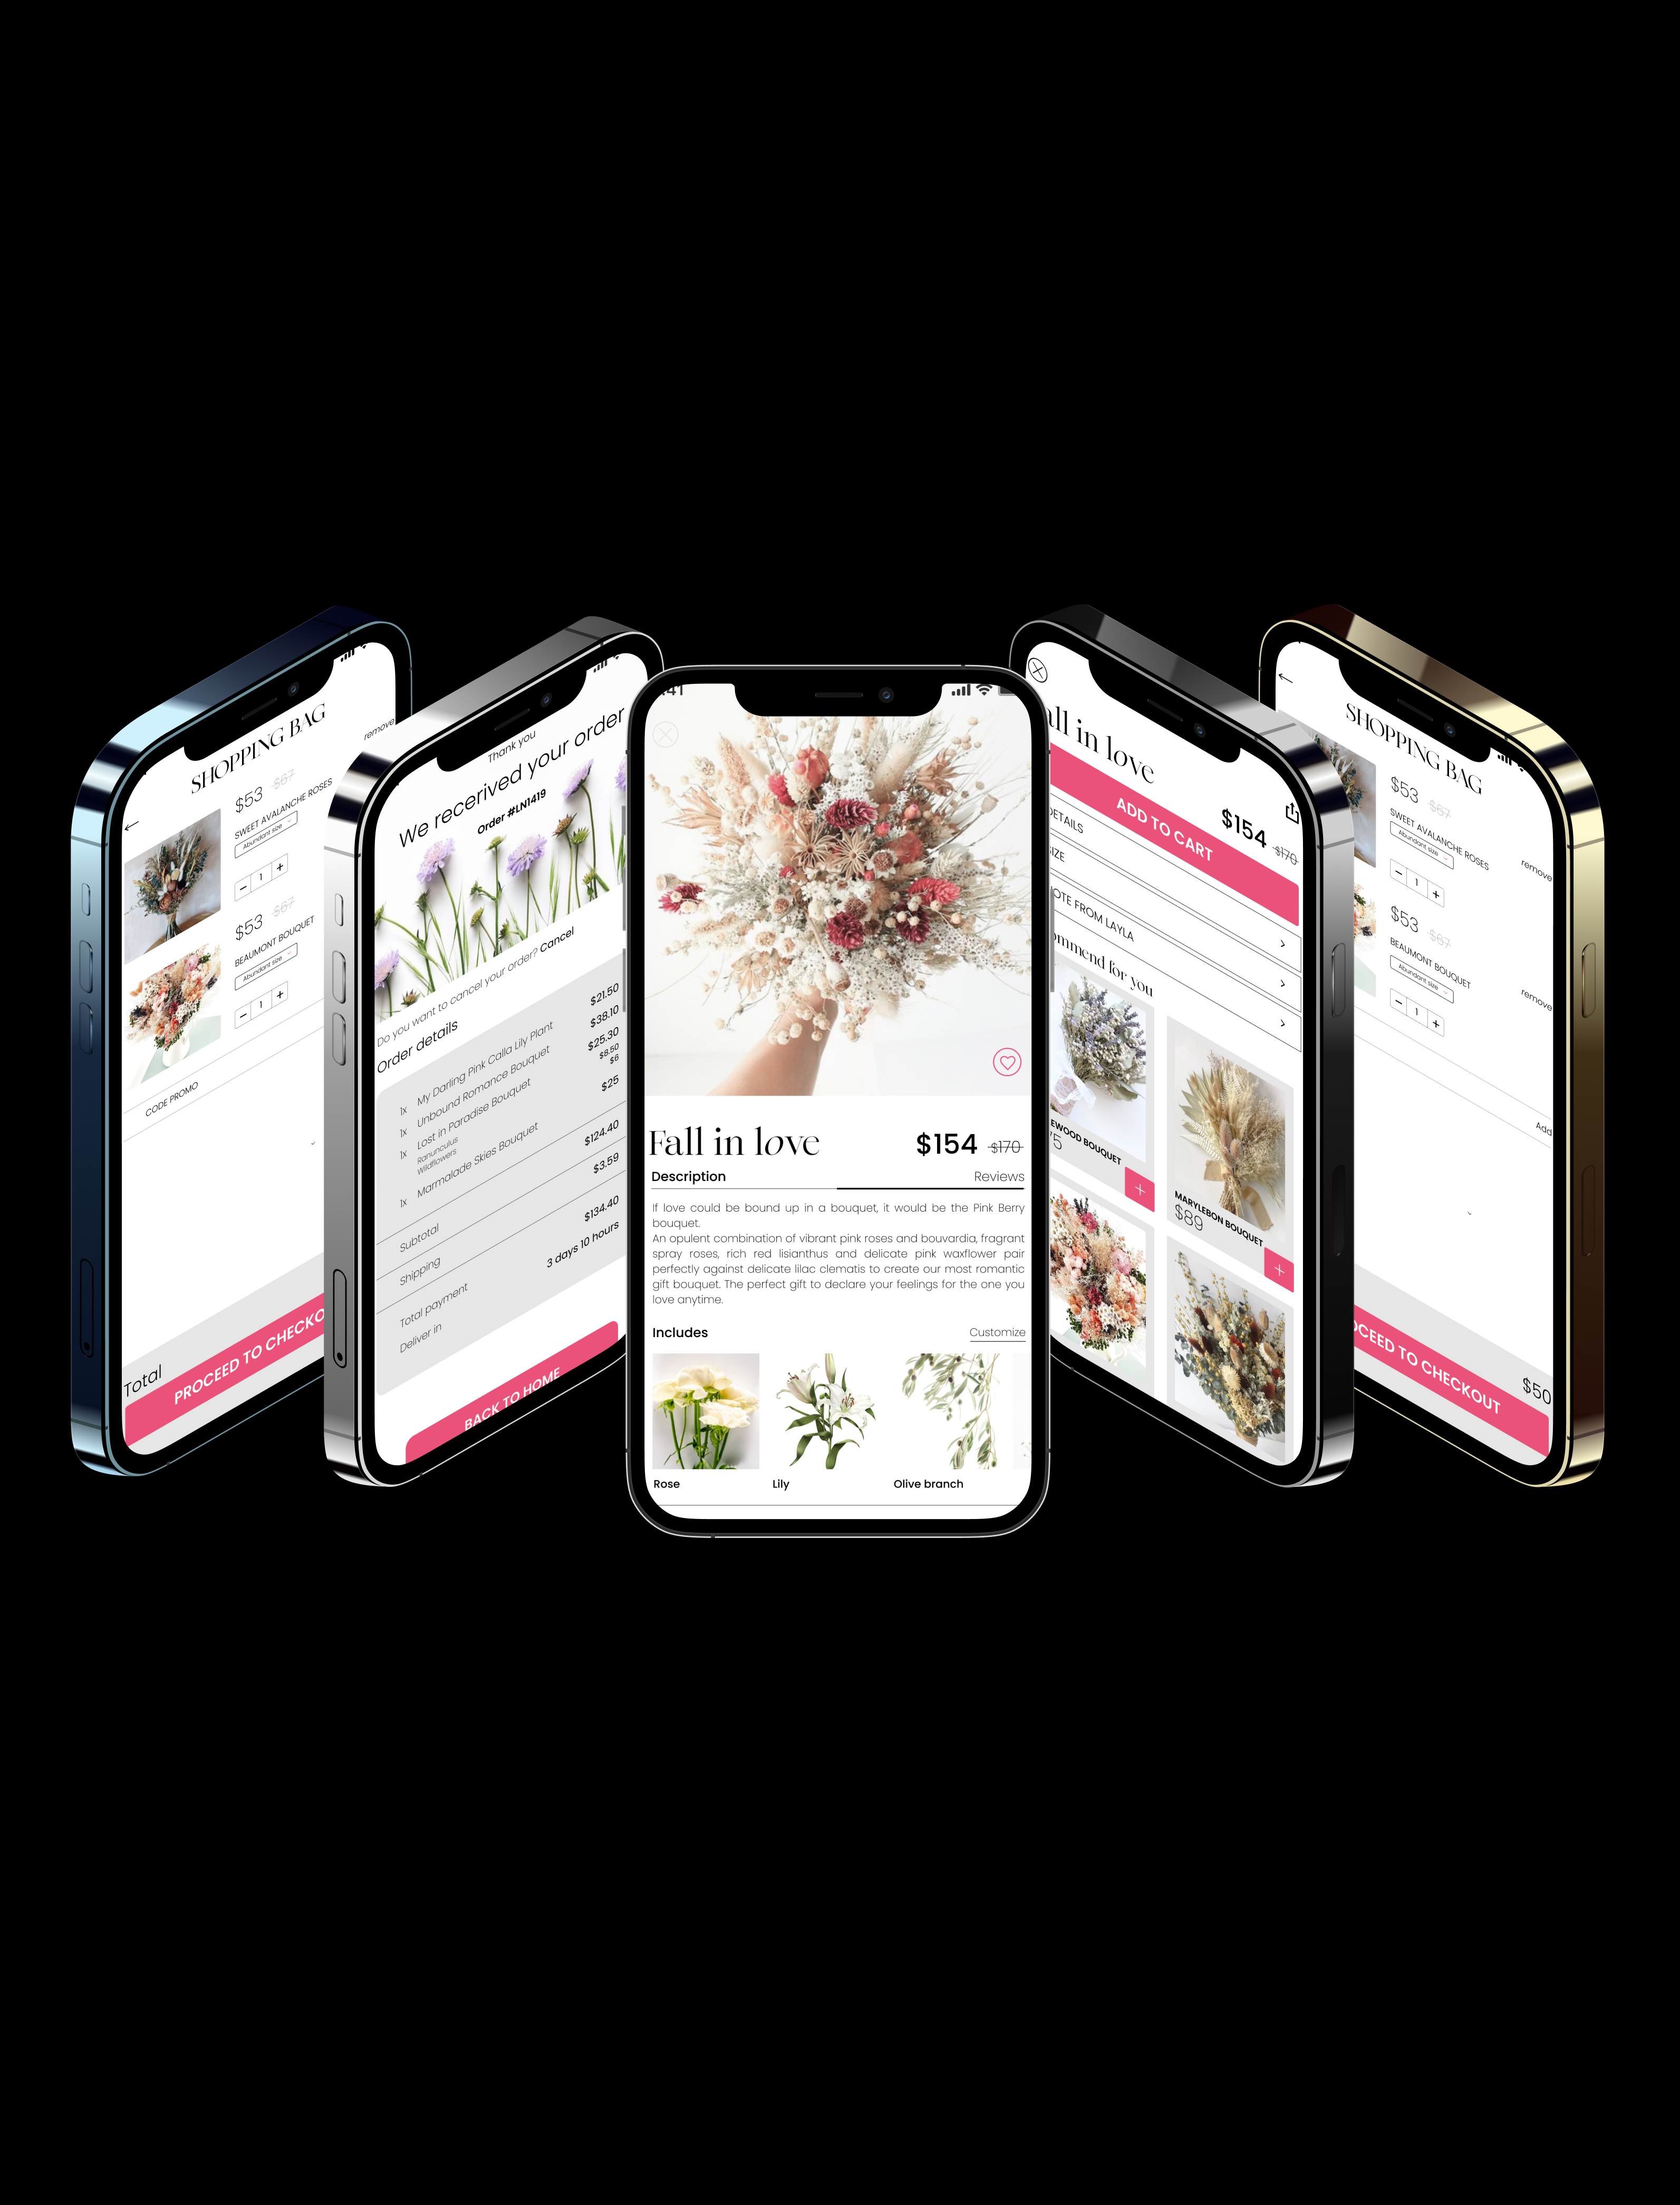 SHOPPING BAG
remove
$53 $67
SWEET AVALANCHE ROSES
Abundant size
− 1 +
$53 $67
BEAUMONT BOUQUET
Abundant size
− 1 +
CODE PROMO
Total
PROCEED TO CHECKO
Thank you
We recerived your order
Order #LN1419
Do you want to cancel your order? Cancel
Order details
1x My Darling Pink Calla Lily Plant $21.50
1x Unbound Romance Bouquet $38.10
1x Lost in Paradise Bouquet $25.30
Ranunculus $8.50
Wildflowers $6
1x Marmalade Skies Bouquet $25
Subtotal $124.40
Shipping $3.59
Total payment $134.40
Deliver in 3 days 10 hours
BACK TO HOME
41
Fall in love $154 $170
Description Reviews
If love could be bound up in a bouquet, it would be the Pink Berry
bouquet.
An opulent combination of vibrant pink roses and bouvardia, fragrant
spray roses, rich red lisianthus and delicate pink waxflower pair
perfectly against delicate lilac clematis to create our most romantic
gift bouquet. The perfect gift to declare your feelings for the one you
love anytime.
Includes Customize
Rose Lily Olive branch
all in love
$154 $170
ADD TO CART
DETAILS
SIZE
OTE FROM LAYLA
ommend for you
EWOOD BOUQUET
75
+
MARYLEBON BOUQUET
$89
+
SHOPPING BAG
$53 $67
SWEET AVALANCHE ROSES
Abundant size
remove
− 1 +
$53 $67
BEAUMONT BOUQUET
Abundant size
remove
− 1 +
Add
$50
OCEED TO CHECKOUT